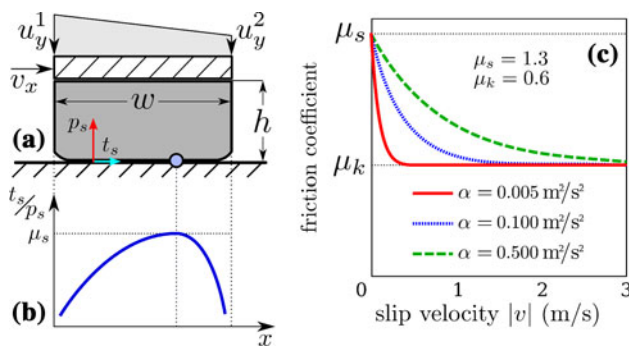 u_y^1
u_y^2
v_x
w
h
p_s
t_s
(a)
t_s/p_s
μ_s
(b)
x
(c)
μ_s
μ_s = 1.3
μ_k = 0.6
friction coefficient
μ_k
α = 0.005 m²/s²
α = 0.100 m²/s²
α = 0.500 m²/s²
0 1 2 3
slip velocity |v| (m/s)